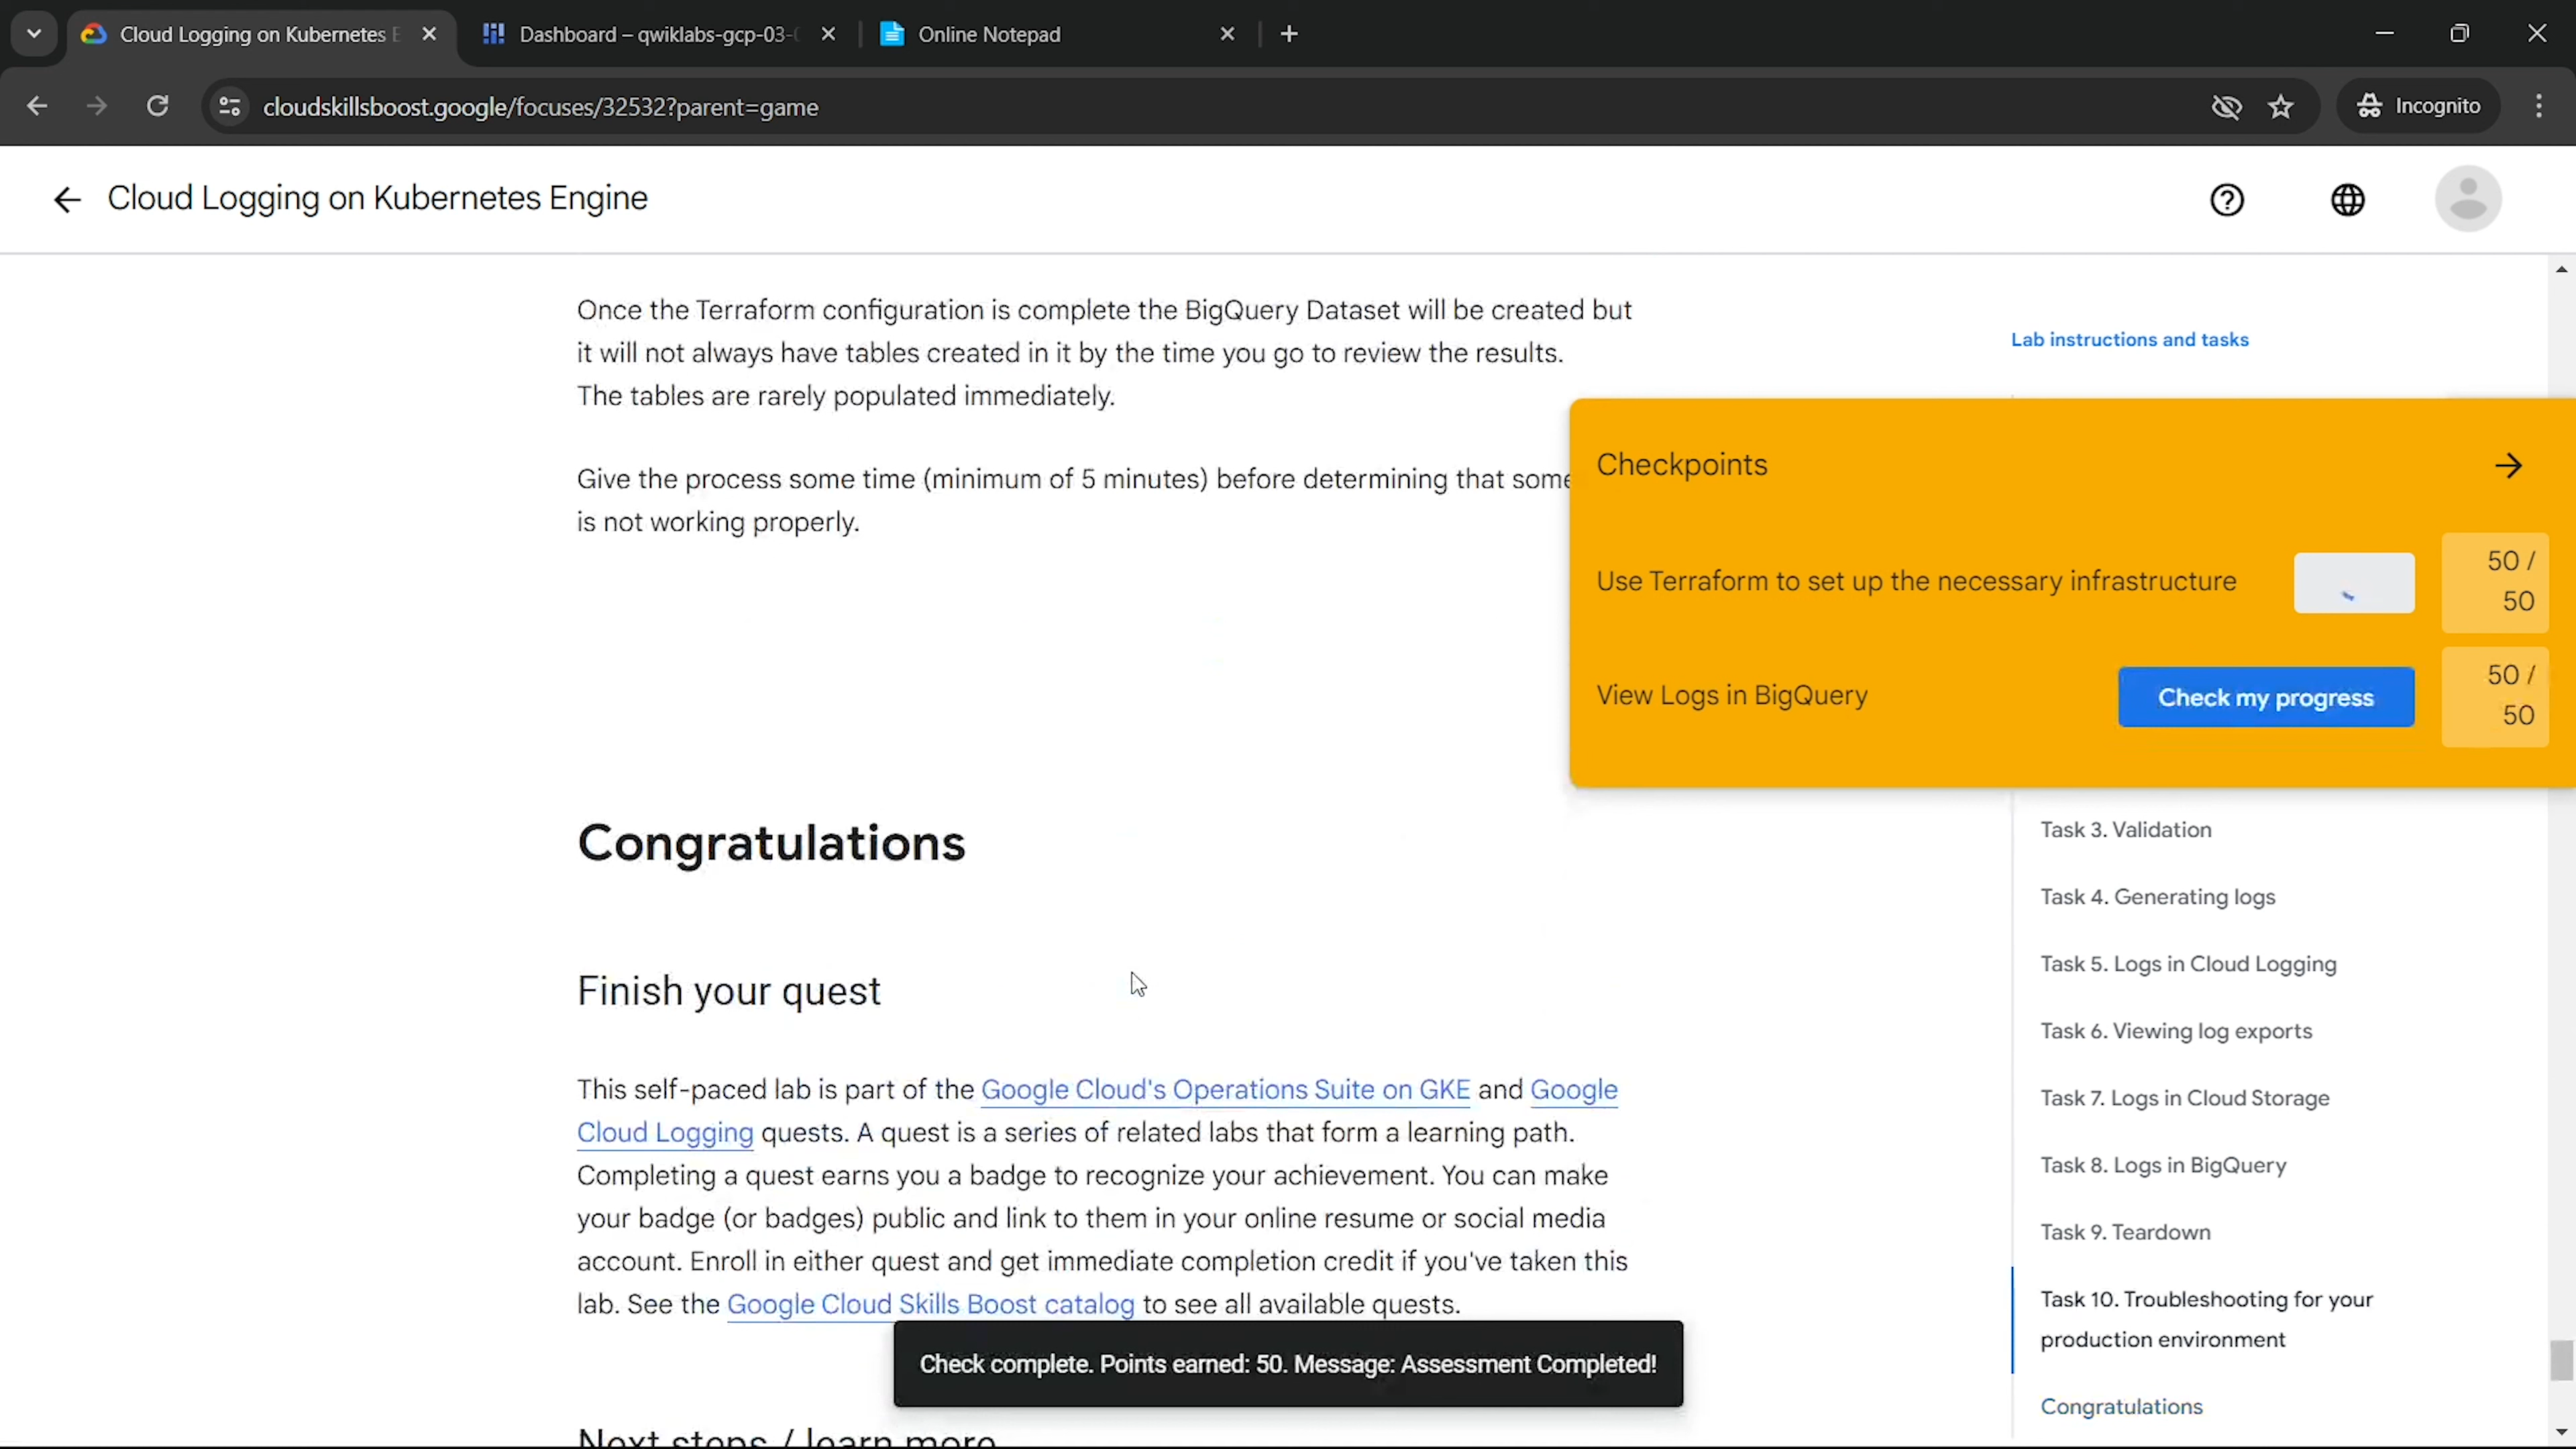 Cloud Logging on Kubernetes E
Dashboard – qwiklabs-gcp-03-
Online Notepad
cloudskillsboost.google/focuses/32532?parent=game
Incognito
Cloud Logging on Kubernetes Engine
Once the Terraform configuration is complete the BigQuery Dataset will be created but
it will not always have tables created in it by the time you go to review the results.
The tables are rarely populated immediately.
Give the process some time (minimum of 5 minutes) before determining that some
is not working properly.
Lab instructions and tasks
Checkpoints
Use Terraform to set up the necessary infrastructure
50 /
50
View Logs in BigQuery
Check my progress
50 /
50
Congratulations
Finish your quest
This self-paced lab is part of the Google Cloud's Operations Suite on GKE and Google
Cloud Logging quests. A quest is a series of related labs that form a learning path.
Completing a quest earns you a badge to recognize your achievement. You can make
your badge (or badges) public and link to them in your online resume or social media
account. Enroll in either quest and get immediate completion credit if you've taken this
lab. See the Google Cloud Skills Boost catalog to see all available quests.
Next steps / learn more
Task 3. Validation
Task 4. Generating logs
Task 5. Logs in Cloud Logging
Task 6. Viewing log exports
Task 7. Logs in Cloud Storage
Task 8. Logs in BigQuery
Task 9. Teardown
Task 10. Troubleshooting for your
production environment
Congratulations
Check complete. Points earned: 50. Message: Assessment Completed!